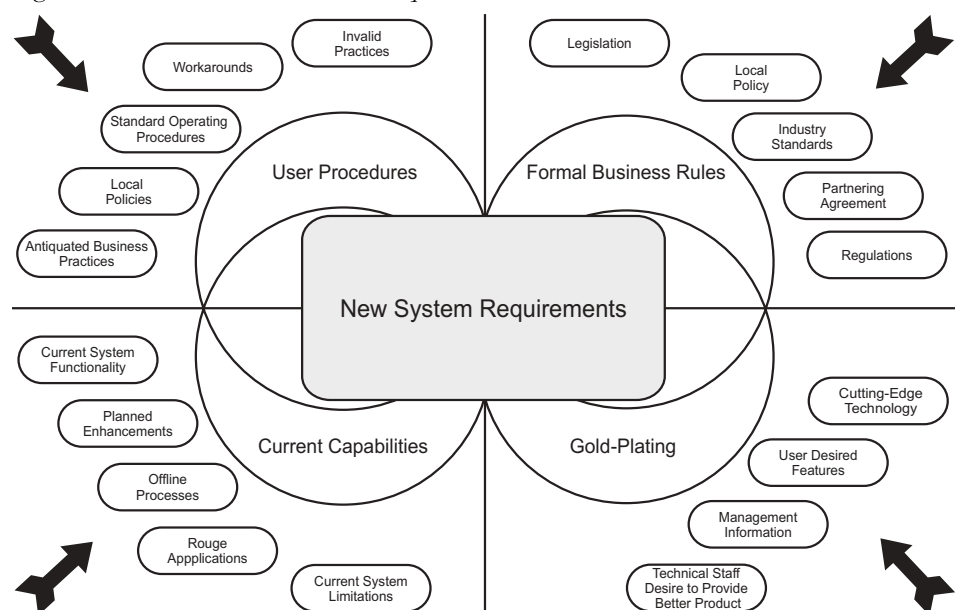 Invalid
Practices
Workarounds
Standard Operating
Procedures
Local
Policies
Antiquated Business
Practices
User Procedures
Legislation
Local
Policy
Industry
Standards
Partnering
Agreement
Regulations
Formal Business Rules
New System Requirements
Current System
Functionality
Planned
Enhancements
Offline
Processes
Rouge
Appplications
Current System
Limitations
Current Capabilities
Gold-Plating
Cutting-Edge
Technology
User Desired
Features
Management
Information
Technical Staff
Desire to Provide
Better Product